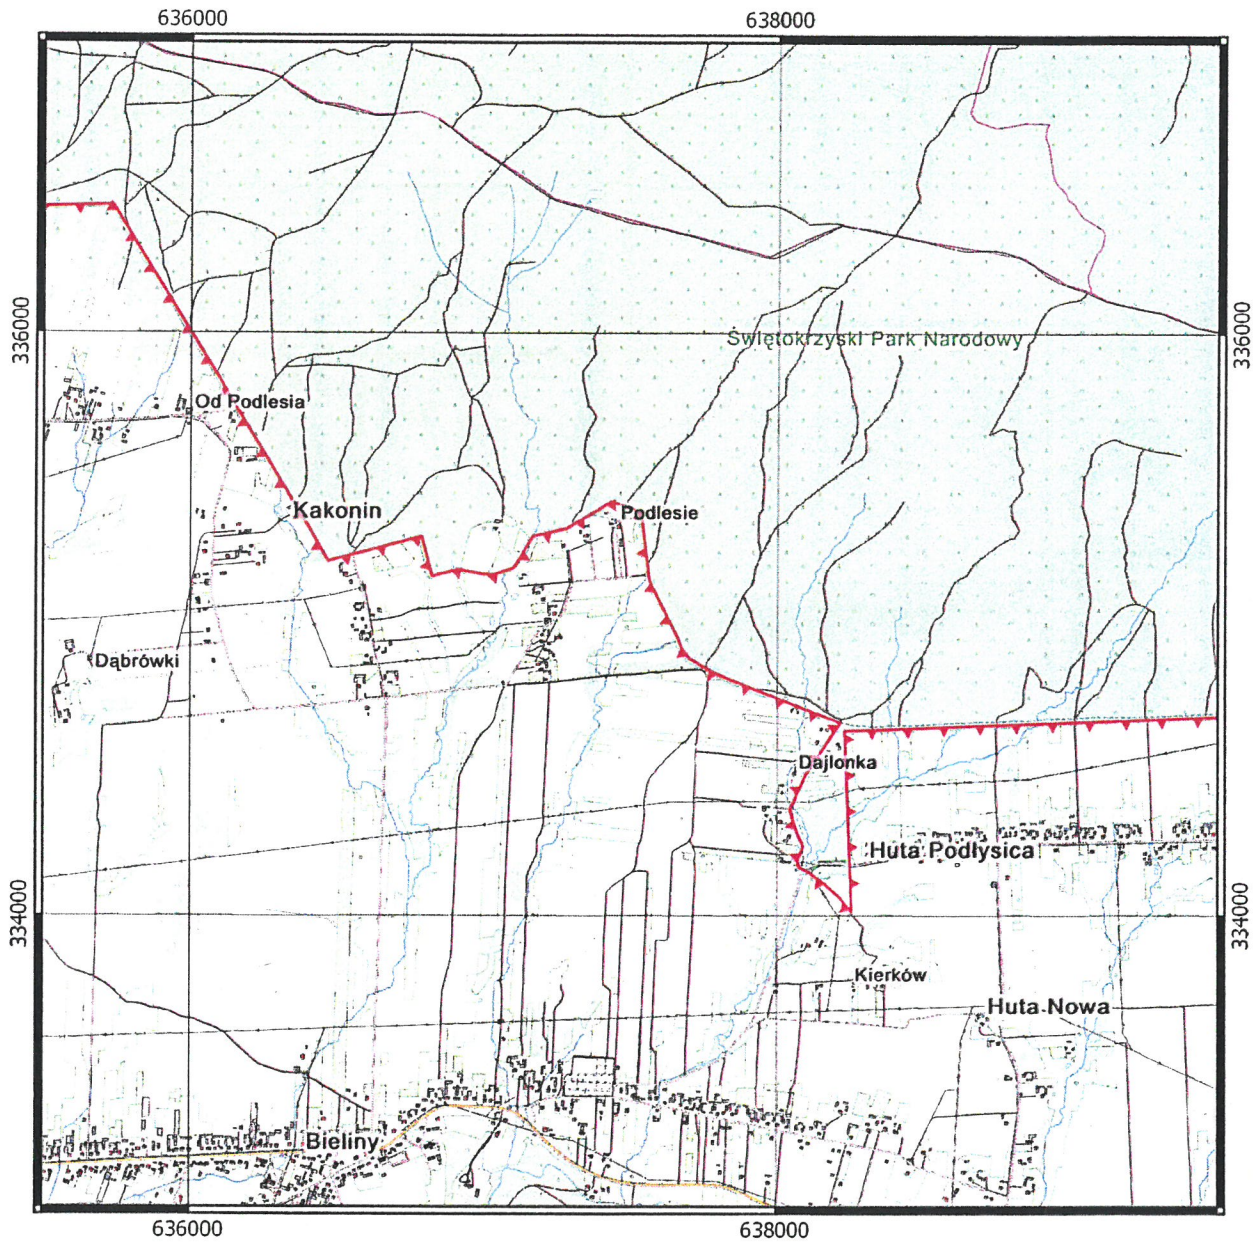 636000
638000
336000
336000
Świętokrzyski Park Narodowy
Od Podlesia
Kakonin
Podlesie
Dąbrówki
Dajlonka
Huta Podłysica
334000
334000
Kierków
Huta Nowa
Bieliny
636000
638000